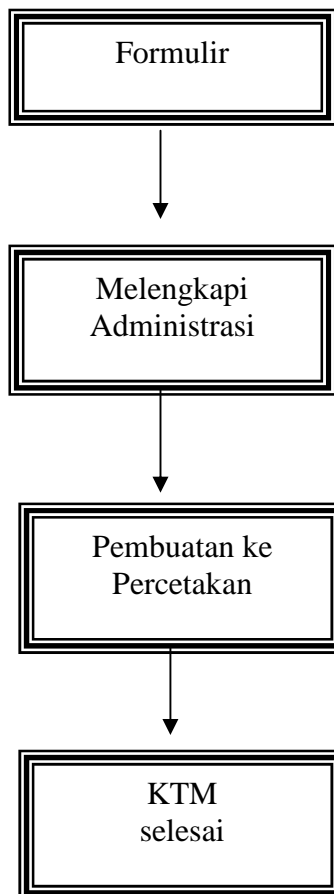 Formulir
Melengkapi
Administrasi
Pembuatan ke
Percetakan
KTM
selesai